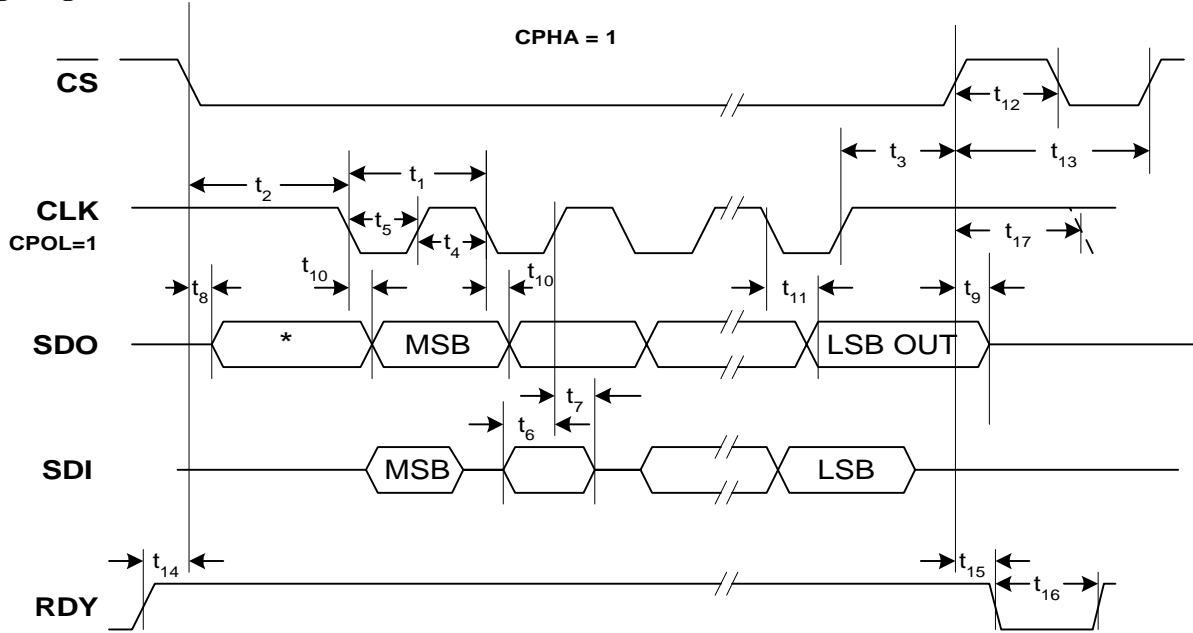 CPHA = 1
CS
t12
t3
t13
t1
t2
CLK
CPOL=1
t5
t4
t17
t10
t10
t8
t11
t9
SDO
*
MSB
LSB OUT
t7
t6
SDI
MSB
LSB
t14
t15
t16
RDY